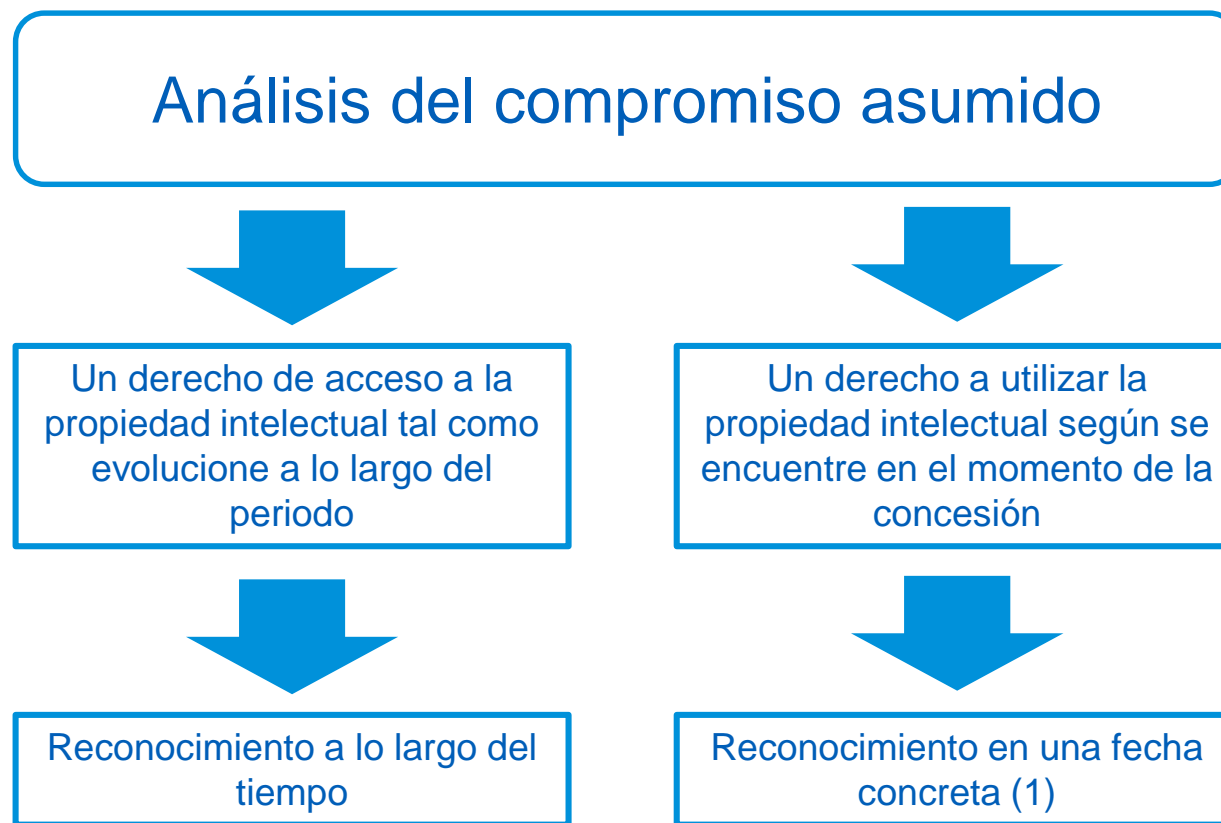 Análisis del compromiso asumido
Un derecho de acceso a la
propiedad intelectual tal como
evolucione a lo largo del
periodo
Un derecho a utilizar la
propiedad intelectual según se
encuentre en el momento de la
concesión
Reconocimiento a lo largo del
tiempo
Reconocimiento en una fecha
concreta (1)